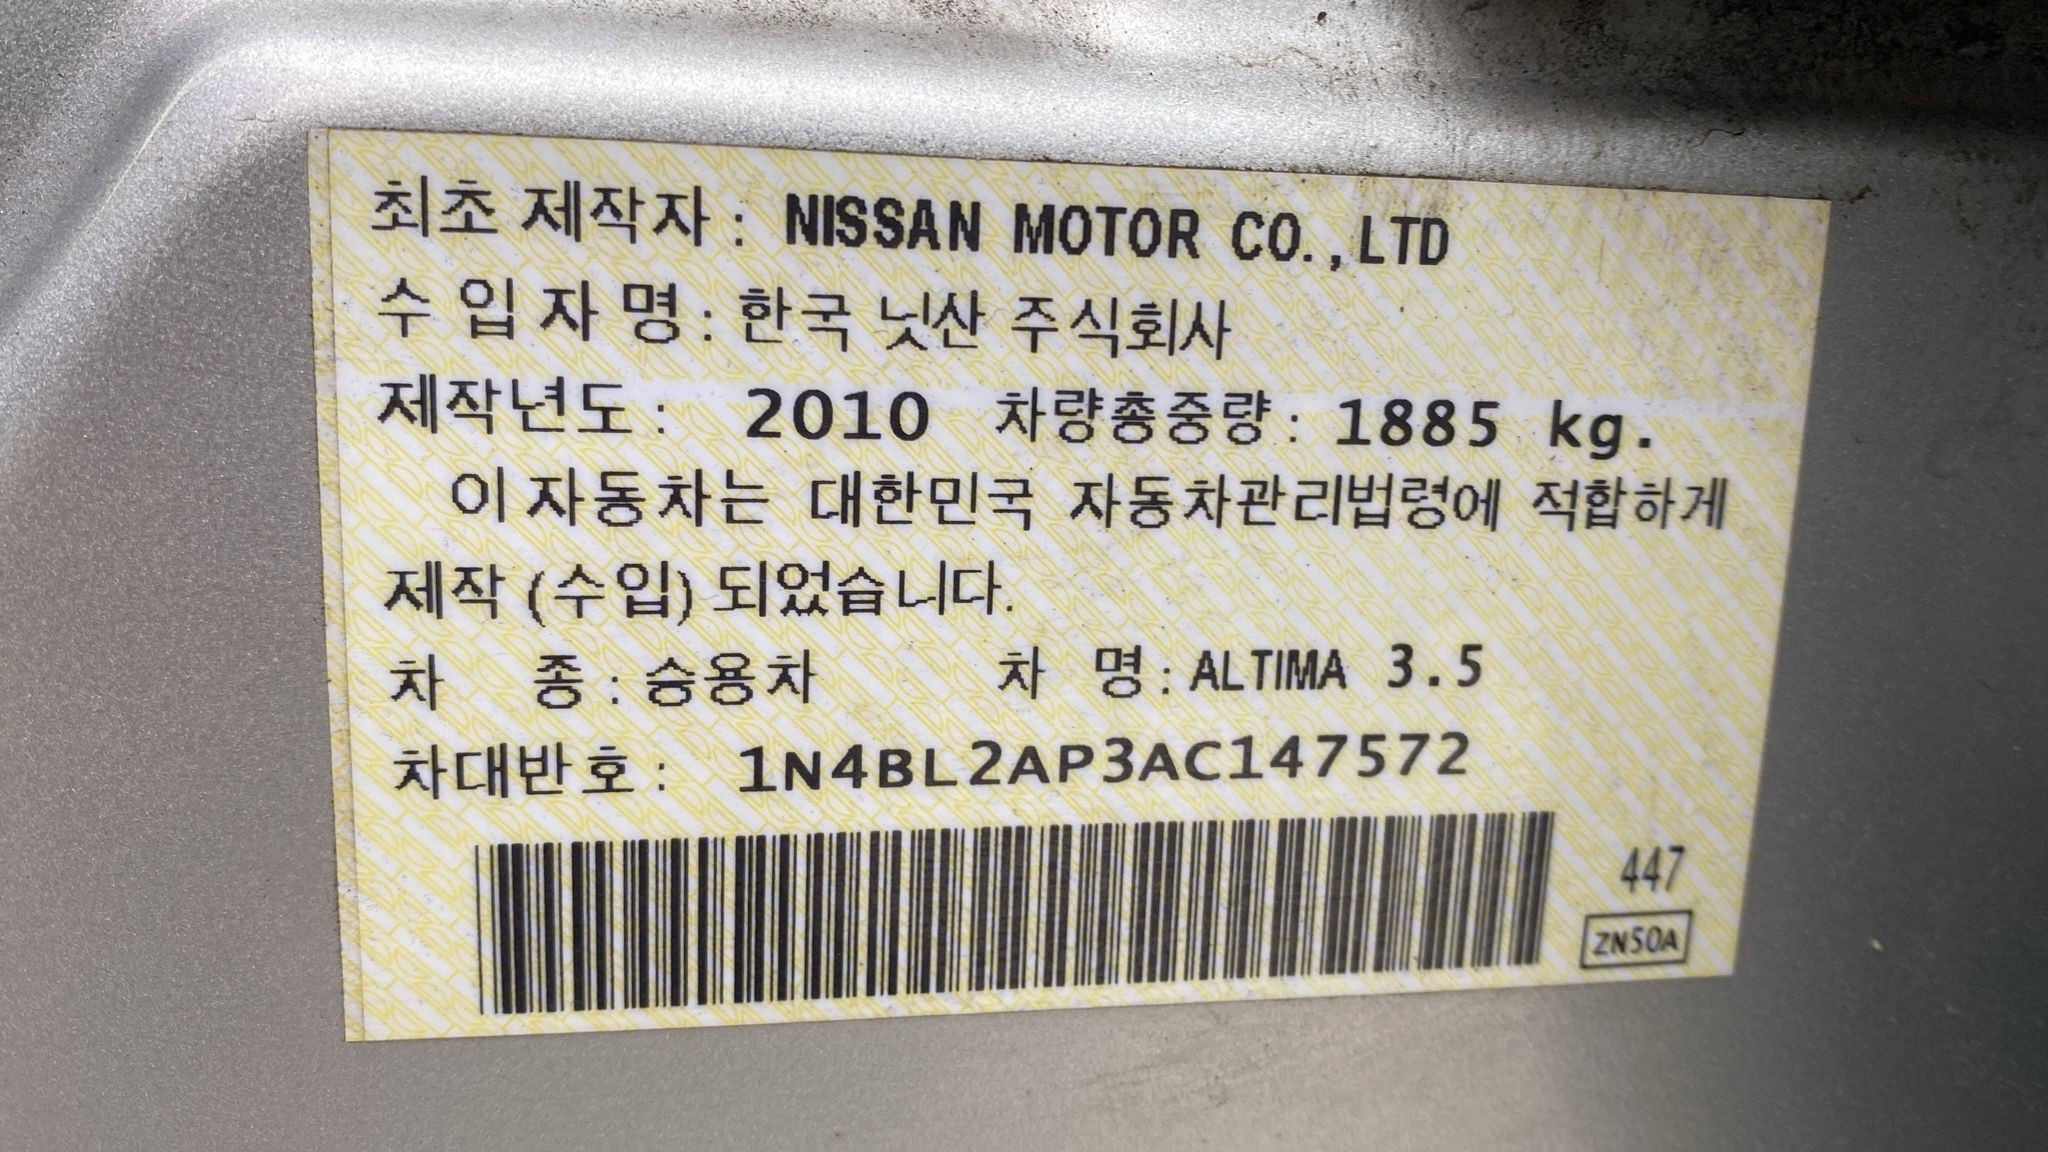 최초 제작자 : NISSAN MOTOR CO.,LTD
수입자명 : 한국 닛산 주식회사
제작년도 : 2010 차량총중량 : 1885 kg.
이 자동차는 대한민국 자동차관리법령에 적합하게
제작 (수입) 되었습니다.
차 종 : 승용차 차 명 : ALTIMA 3.5
차대번호 : 1N4BL2AP3AC147572
447
ZN50A